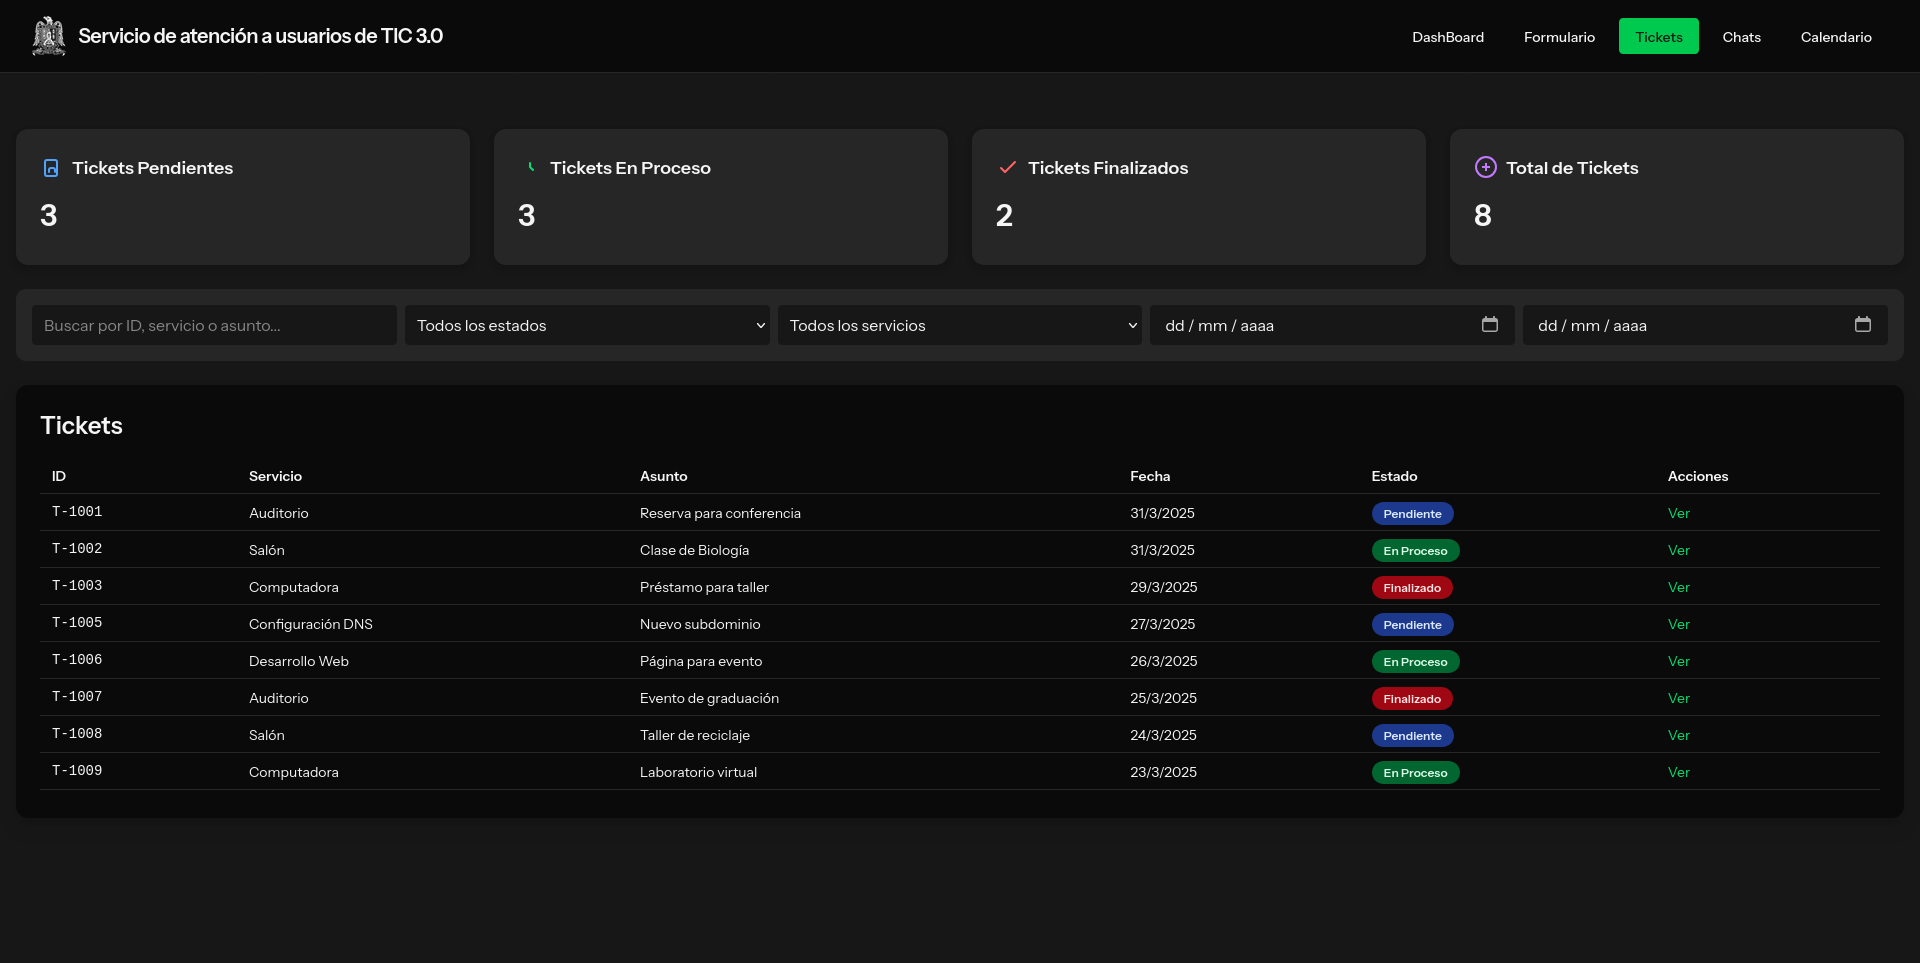 Servicio de atención a usuarios de TIC 3.0
DashBoard Formulario Tickets Chats Calendario
Tickets Pendientes
3
Tickets En Proceso
3
Tickets Finalizados
2
Total de Tickets
8
Buscar por ID, servicio o asunto... Todos los estados Todos los servicios dd / mm / aaaa dd / mm / aaaa
Tickets
ID Servicio Asunto Fecha Estado Acciones
T-1001 Auditorio Reserva para conferencia 31/3/2025 Pendiente Ver
T-1002 Salón Clase de Biología 31/3/2025 En Proceso Ver
T-1003 Computadora Préstamo para taller 29/3/2025 Finalizado Ver
T-1005 Configuración DNS Nuevo subdominio 27/3/2025 Pendiente Ver
T-1006 Desarrollo Web Página para evento 26/3/2025 En Proceso Ver
T-1007 Auditorio Evento de graduación 25/3/2025 Finalizado Ver
T-1008 Salón Taller de reciclaje 24/3/2025 Pendiente Ver
T-1009 Computadora Laboratorio virtual 23/3/2025 En Proceso Ver